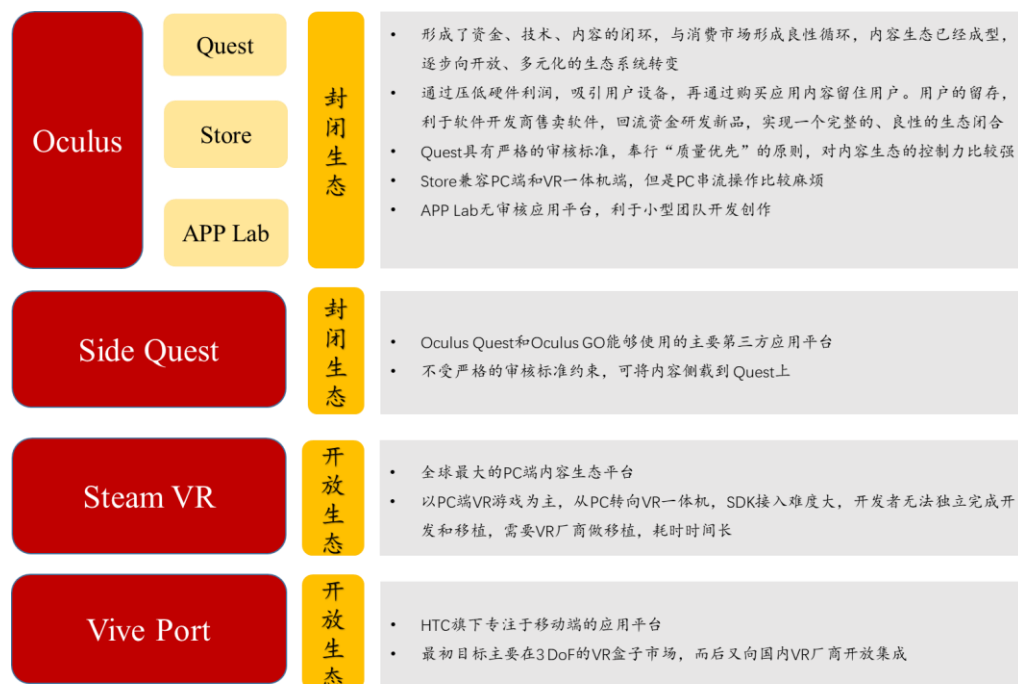 Oculus
Quest
Store
APP Lab
封
闭
生
态
• 形成了资金、技术、内容的闭环，与消费市场形成良性循环，内容生态已经成型，
逐步向开放、多元化的生态系统转变
• 通过压低硬件利润，吸引用户设备，再通过购买应用内容留住用户。用户的留存，
利于软件开发商售卖软件，回流资金研发新品，实现一个完整的、良性的生态闭合
• Quest具有严格的审核标准，奉行“质量优先”的原则，对内容生态的控制力比较强
• Store兼容PC端和VR一体机端，但是PC串流操作比较麻烦
• APP Lab无审核应用平台，利于小型团队开发创作
Side Quest
封
闭
生
态
• Oculus Quest和Oculus GO能够使用的主要第三方应用平台
• 不受严格的审核标准约束，可将内容侧载到 Quest上
Steam VR
开
放
生
态
• 全球最大的PC端内容生态平台
• 以PC端VR游戏为主，从PC转向VR一体机，SDK接入难度大，开发者无法独立完成开
发和移植，需要VR厂商做移植，耗时时间长
Vive Port
开
放
生
态
• HTC旗下专注于移动端的应用平台
• 最初目标主要在3 DoF的VR盒子市场，而后又向国内VR厂商开放集成